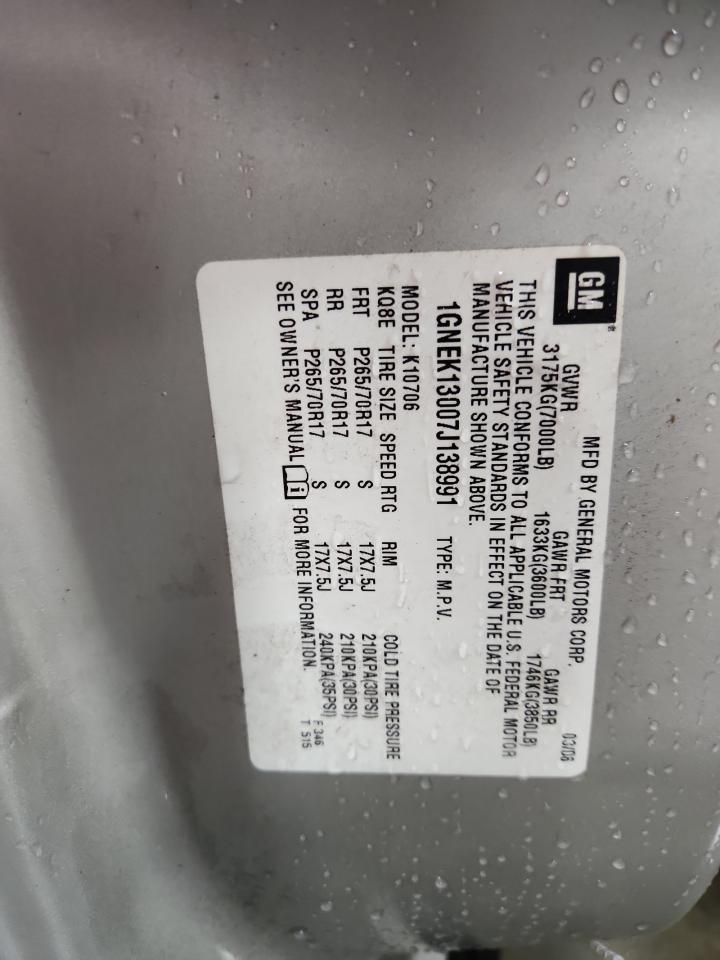 GM
MFD BY GENERAL MOTORS CORP. 03/06
GVWR GAWR FRT GAWR RR
3175KG(7000LB) 1633KG(3600LB) 1746KG(3850LB)
THIS VEHICLE CONFORMS TO ALL APPLICABLE U.S. FEDERAL MOTOR
VEHICLE SAFETY STANDARDS IN EFFECT ON THE DATE OF
MANUFACTURE SHOWN ABOVE.
1GNEK13007J138991 TYPE: M.P.V.
MODEL: K10706
KQ8E TIRE SIZE SPEED RTG RIM COLD TIRE PRESSURE
FRT P265/70R17 S 17X7.5J 210KPA(30PSI)
RR P265/70R17 S 17X7.5J 210KPA(30PSI)
SPA P265/70R17 S 17X7.5J 240KPA(35PSI)
SEE OWNER'S MANUAL i FOR MORE INFORMATION.
F 346
T 515